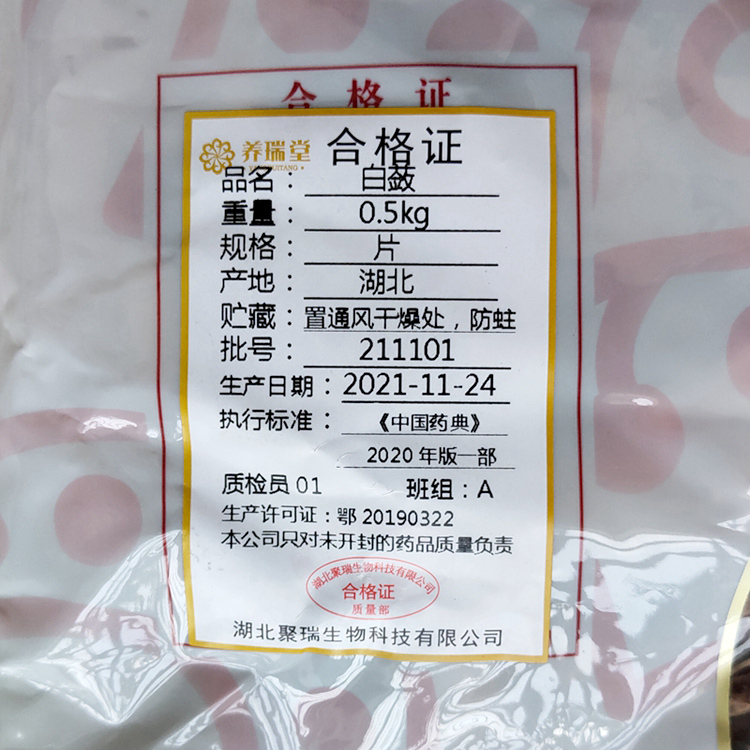 合格证
养瑞堂
合格证
品名：白蔹
重量：0.5kg
规格：片
产地：湖北
贮藏：置通风干燥处，防蛀
批号：211101
生产日期：2021-11-24
执行标准：《中国药典》
2020年版一部
质检员01 班组：A
生产许可证：鄂20190322
本公司只对未开封的药品质量负责
湖北聚瑞生物科技有限公司
合格证
质量部
湖北聚瑞生物科技有限公司